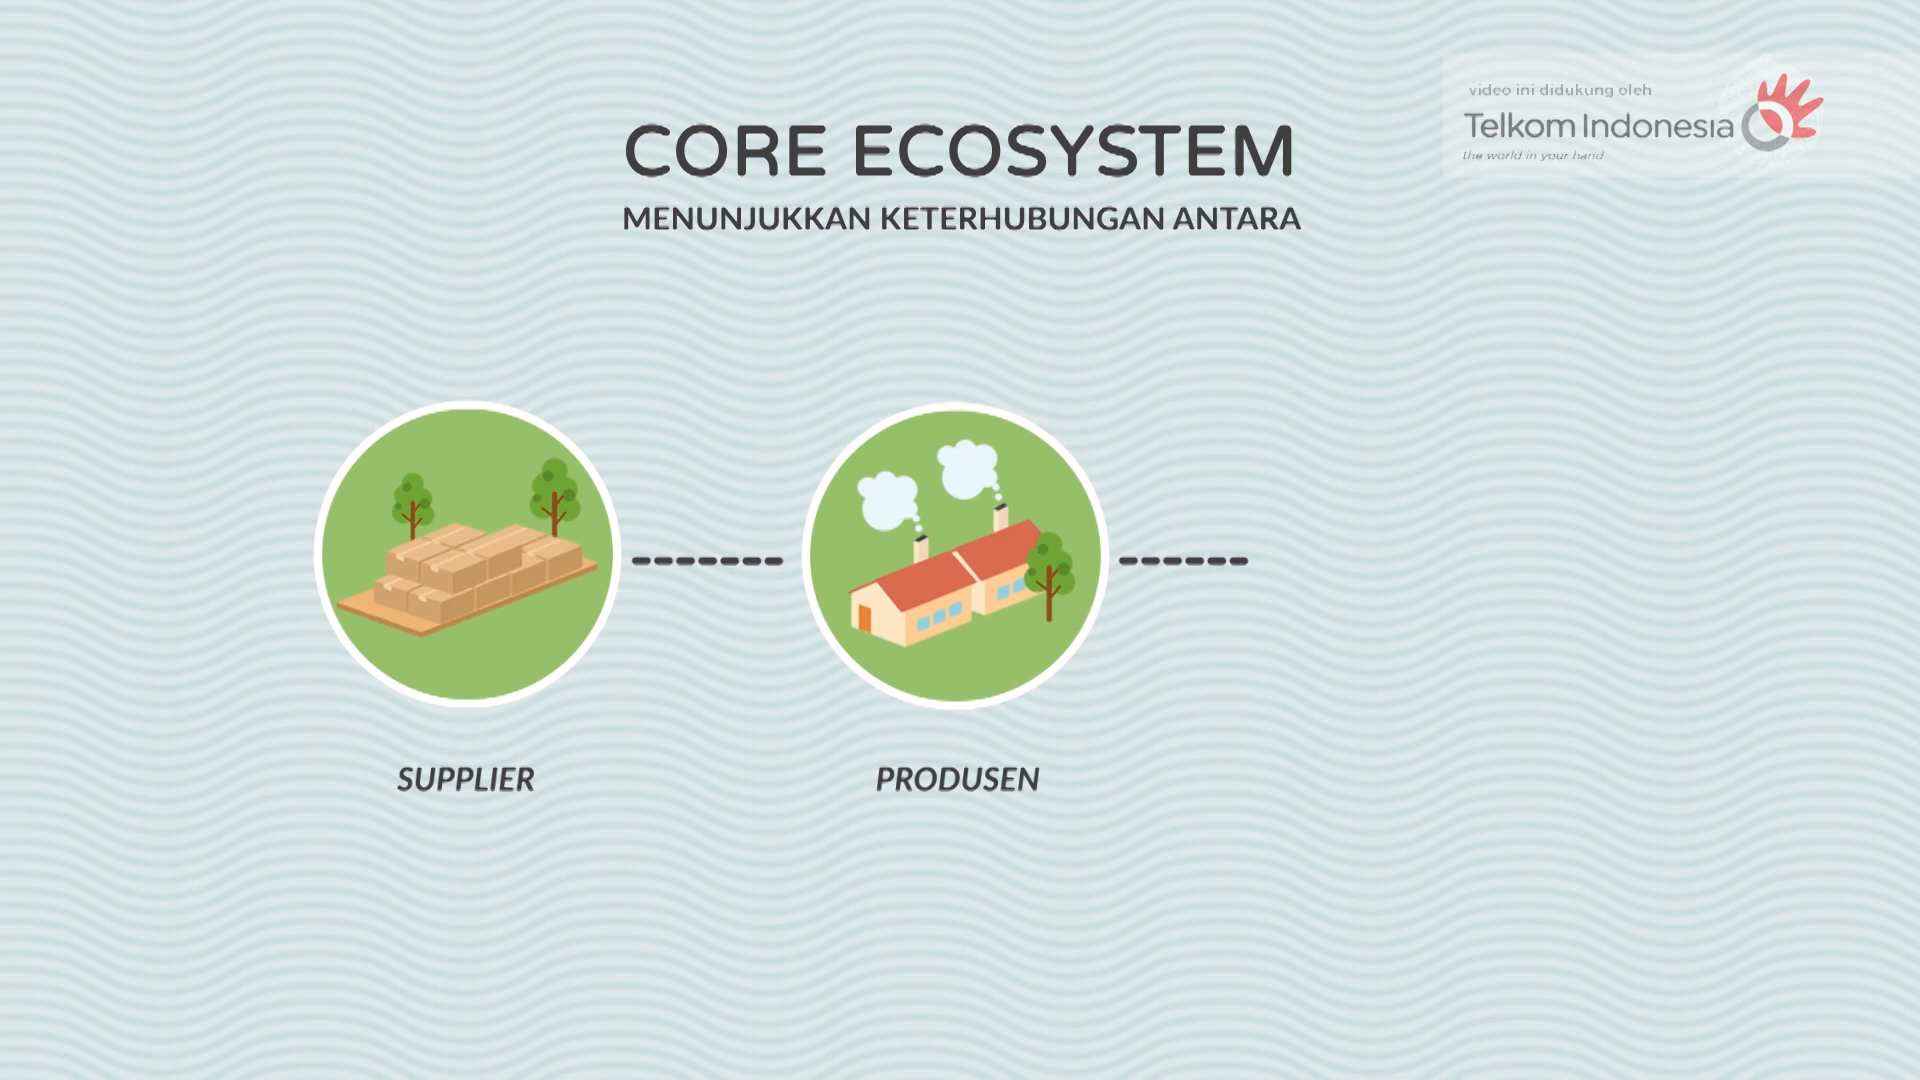 video ini didukung oleh
Telkom Indonesia
the world in your hand
CORE ECOSYSTEM
MENUNJUKKAN KETERHUBUNGAN ANTARA
SUPPLIER
PRODUSEN